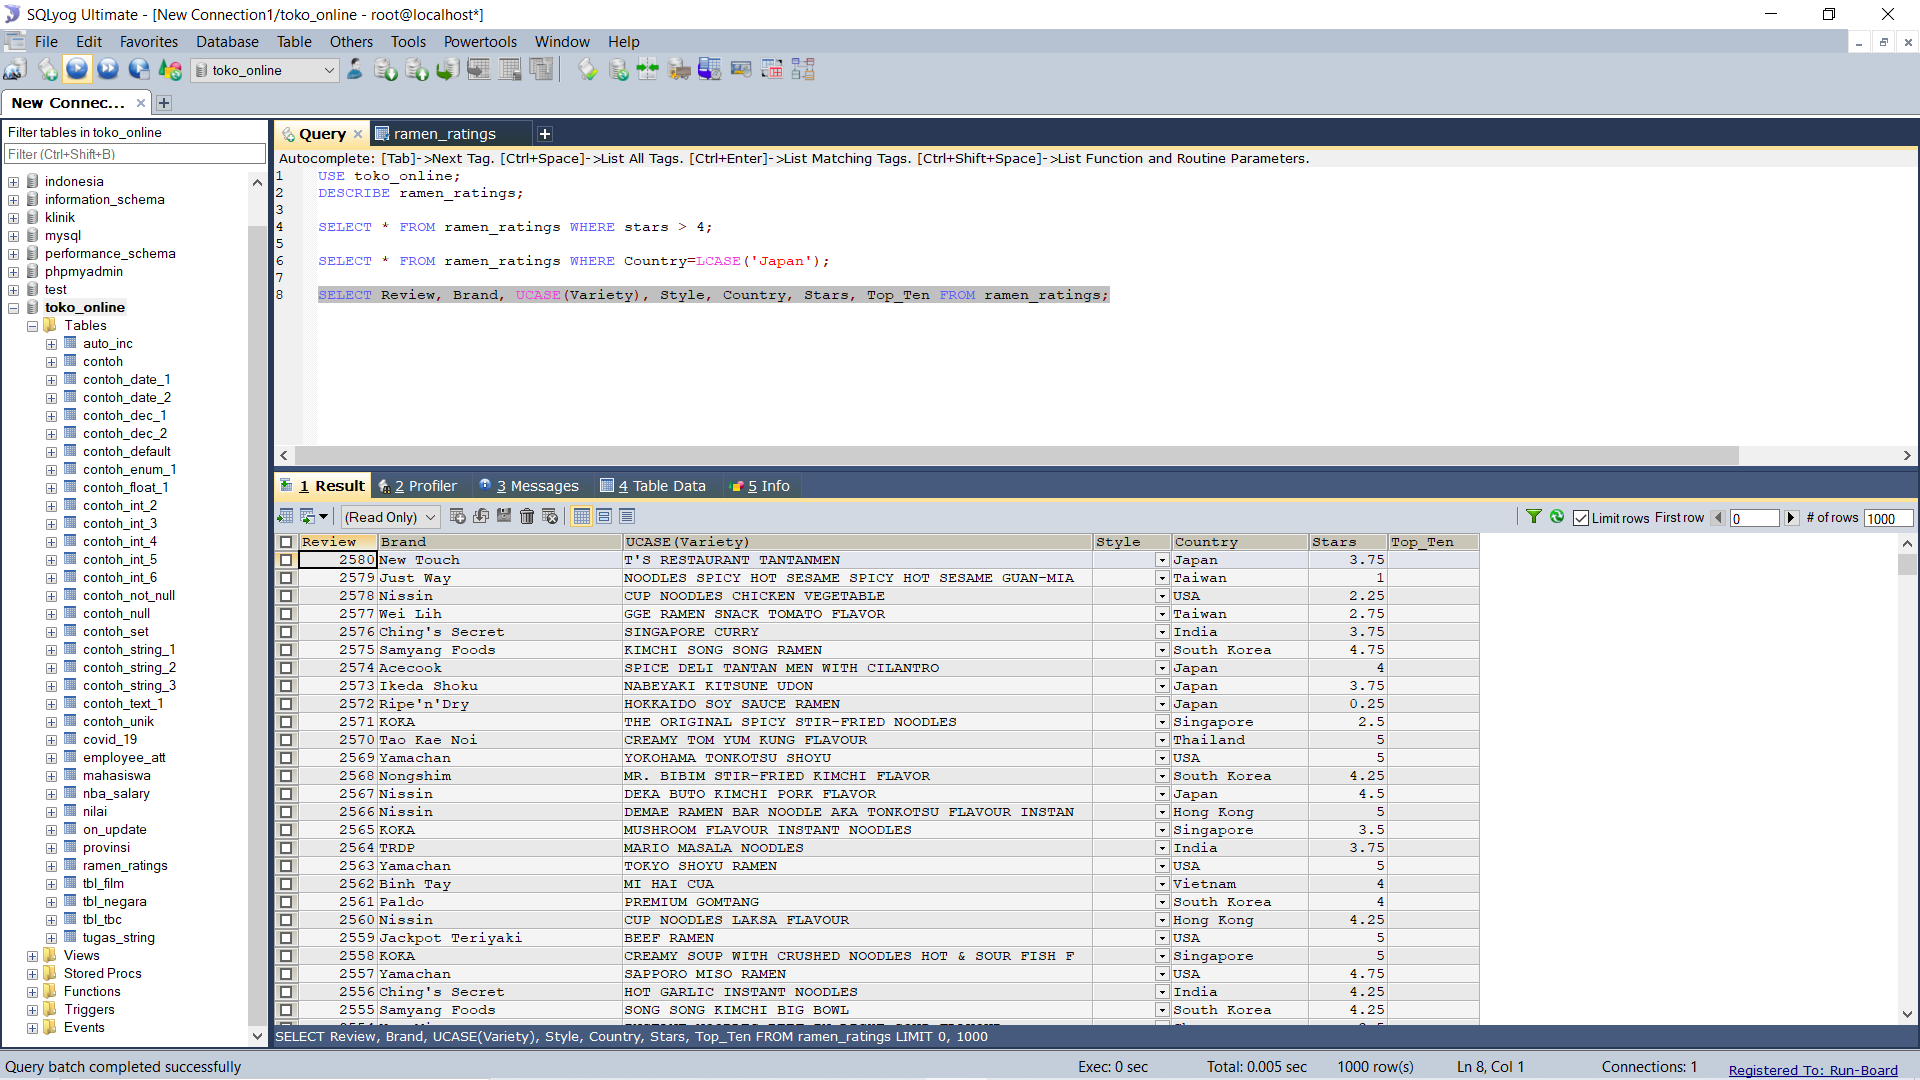 SQLyog Ultimate - [New Connection1/toko_online - root@localhost*]
File Edit Favorites Database Table Others Tools Powertools Window Help
toko_online
New Connec...
Filter tables in toko_online
Filter (Ctrl+Shift+B)
indonesia
information_schema
klinik
mysql
performance_schema
phpmyadmin
test
toko_online
Tables
auto_inc
contoh
contoh_date_1
contoh_date_2
contoh_dec_1
contoh_dec_2
contoh_default
contoh_enum_1
contoh_float_1
contoh_int_2
contoh_int_3
contoh_int_4
contoh_int_5
contoh_int_6
contoh_not_null
contoh_null
contoh_set
contoh_string_1
contoh_string_2
contoh_string_3
contoh_text_1
contoh_unik
covid_19
employee_att
mahasiswa
nba_salary
nilai
on_update
provinsi
ramen_ratings
tbl_film
tbl_negara
tbl_tbc
tugas_string
Views
Stored Procs
Functions
Triggers
Events
Query ramen_ratings
Autocomplete: [Tab]->Next Tag. [Ctrl+Space]->List All Tags. [Ctrl+Enter]->List Matching Tags. [Ctrl+Shift+Space]->List Function and Routine Parameters.
1 USE toko_online;
2 DESCRIBE ramen_ratings;
3
4 SELECT * FROM ramen_ratings WHERE stars > 4;
5
6 SELECT * FROM ramen_ratings WHERE Country=LCASE('Japan');
7
8 SELECT Review, Brand, UCASE(Variety), Style, Country, Stars, Top_Ten FROM ramen_ratings;
1 Result 2 Profiler 3 Messages 4 Table Data 5 Info
(Read Only) Limit rows First row 0 # of rows 1000
Review Brand UCASE(Variety) Style Country Stars Top_Ten
2580 New Touch T'S RESTAURANT TANTANMEN Japan 3.75
2579 Just Way NOODLES SPICY HOT SESAME SPICY HOT SESAME GUAN-MIA Taiwan 1
2578 Nissin CUP NOODLES CHICKEN VEGETABLE USA 2.25
2577 Wei Lih GGE RAMEN SNACK TOMATO FLAVOR Taiwan 2.75
2576 Ching's Secret SINGAPORE CURRY India 3.75
2575 Samyang Foods KIMCHI SONG SONG RAMEN South Korea 4.75
2574 Acecook SPICE DELI TANTAN MEN WITH CILANTRO Japan 4
2573 Ikeda Shoku NABEYAKI KITSUNE UDON Japan 3.75
2572 Ripe'n'Dry HOKKAIDO SOY SAUCE RAMEN Japan 0.25
2571 KOKA THE ORIGINAL SPICY STIR-FRIED NOODLES Singapore 2.5
2570 Tao Kae Noi CREAMY TOM YUM KUNG FLAVOUR Thailand 5
2569 Yamachan YOKOHAMA TONKOTSU SHOYU USA 5
2568 Nongshim MR. BIBIM STIR-FRIED KIMCHI FLAVOR South Korea 4.25
2567 Nissin DEKA BUTO KIMCHI PORK FLAVOR Japan 4.5
2566 Nissin DEMAE RAMEN BAR NOODLE AKA TONKOTSU FLAVOUR INSTAN Hong Kong 5
2565 KOKA MUSHROOM FLAVOUR INSTANT NOODLES Singapore 3.5
2564 TRDP MARIO MASALA NOODLES India 3.75
2563 Yamachan TOKYO SHOYU RAMEN USA 5
2562 Binh Tay MI HAI CUA Vietnam 4
2561 Paldo PREMIUM GOMTANG South Korea 4
2560 Nissin CUP NOODLES LAKSA FLAVOUR Hong Kong 4.25
2559 Jackpot Teriyaki BEEF RAMEN USA 5
2558 KOKA CREAMY SOUP WITH CRUSHED NOODLES HOT & SOUR FISH F Singapore 5
2557 Yamachan SAPPORO MISO RAMEN USA 4.75
2556 Ching's Secret HOT GARLIC INSTANT NOODLES India 4.25
2555 Samyang Foods SONG SONG KIMCHI BIG BOWL South Korea 4.25
SELECT Review, Brand, UCASE(Variety), Style, Country, Stars, Top_Ten FROM ramen_ratings LIMIT 0, 1000
Query batch completed successfully Exec: 0 sec Total: 0.005 sec 1000 row(s) Ln 8, Col 1 Connections: 1 Registered To: Run-Board